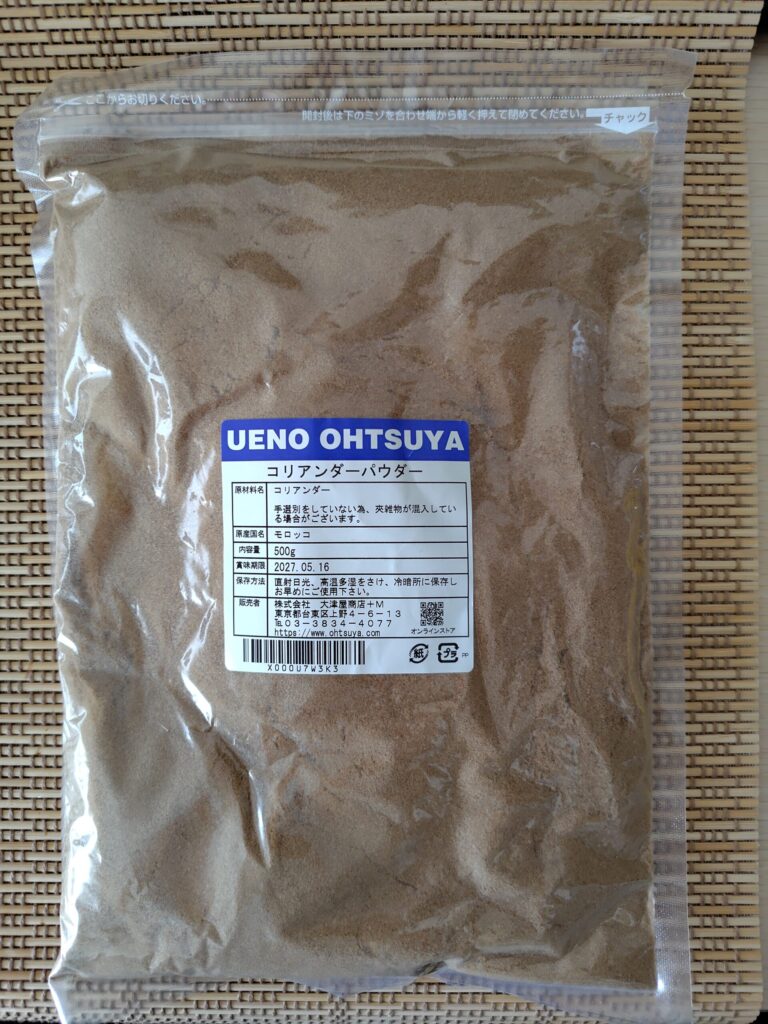 ここからお切りください。
開封後は下のミゾを合わせ端から軽く押えて閉めてください。
チャック
UENO OHTSUYA
コリアンダーパウダー
原材料名 コリアンダー
手選別をしていない為、夾雑物が混入してい
る場合がございます。
原産国名 モロッコ
内容量 500g
賞味期限 2027.05.16
保存方法 直射日光、高温多湿をさけ、冷暗所に保存し
お早めにご使用下さい。
販売者 株式会社 大津屋商店+M
東京都台東区上野4-6-13
℡03-3834-4077
https://www.ohtsuya.com
オンラインストア
紙
プラ
PP
X000U7W3K3